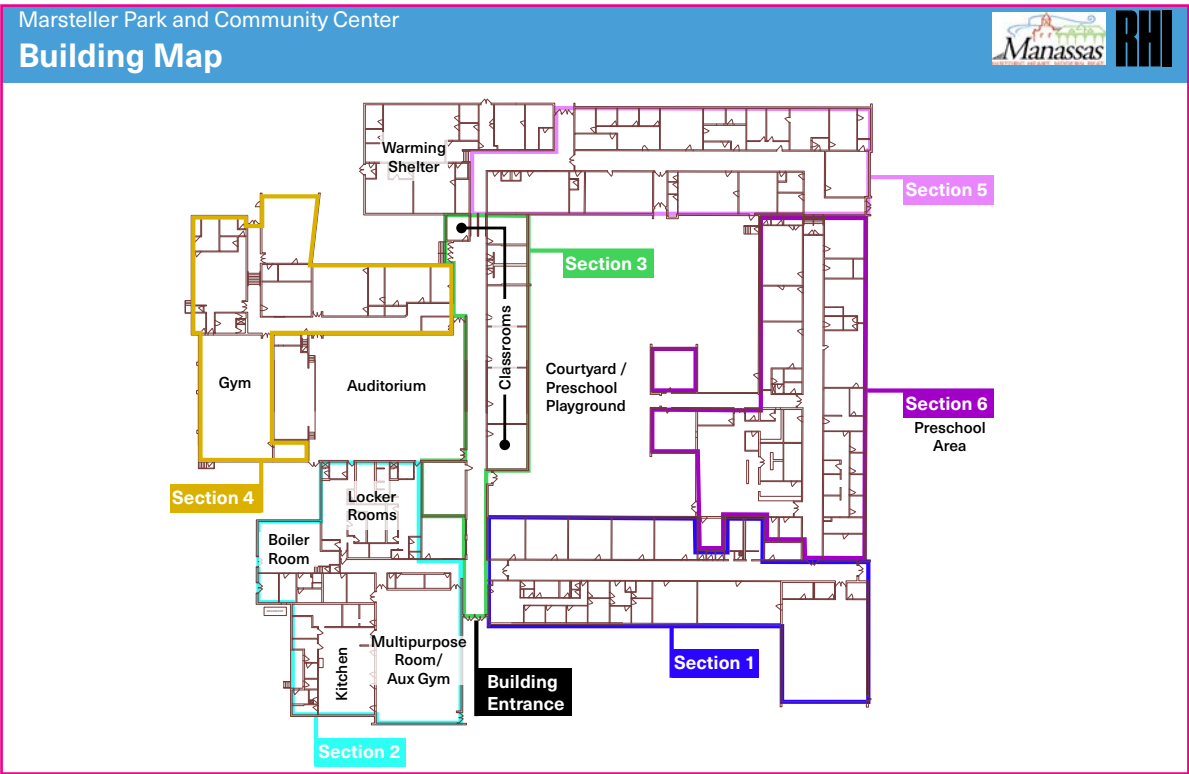 Marsteller Park and Community Center
Building Map
Manassas
RHI
Warming
Shelter
Section 5
Section 3
Classrooms
Courtyard /
Preschool
Playground
Gym
Auditorium
Section 6
Preschool
Area
Section 4
Locker
Rooms
Boiler
Room
Multipurpose
Room/
Aux Gym
Kitchen
Section 1
Building
Entrance
Section 2